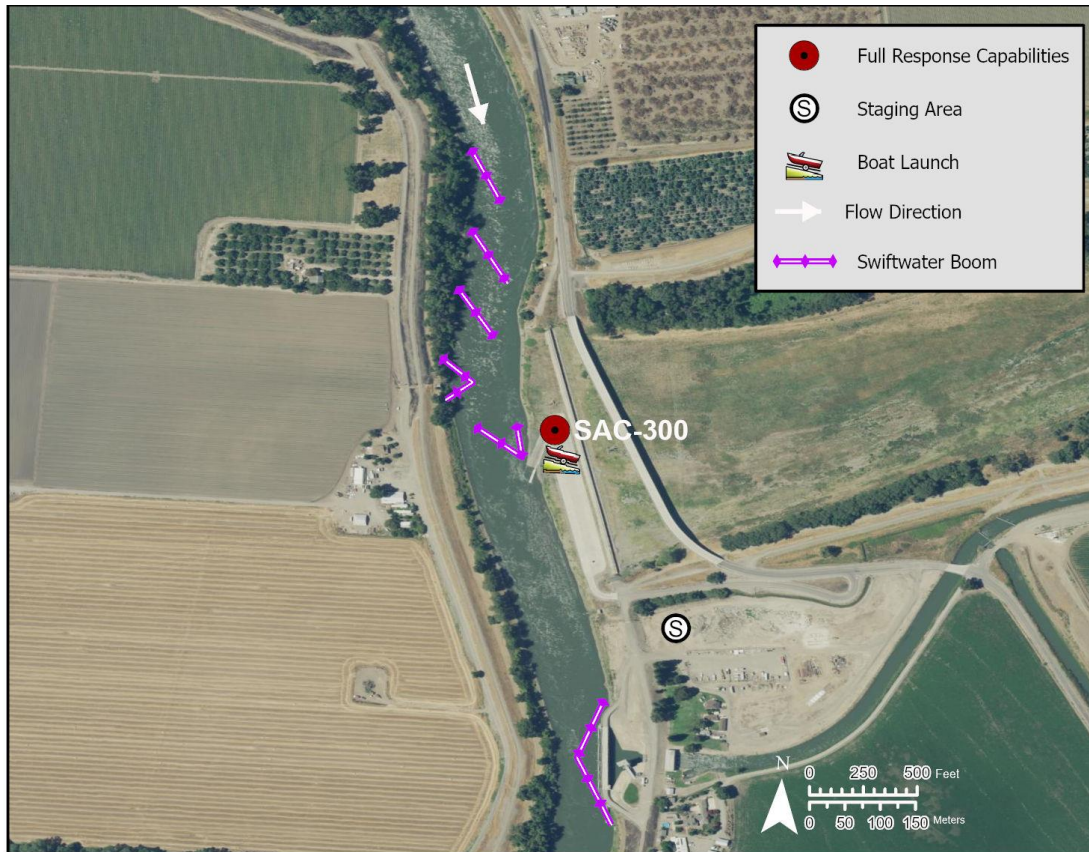 Full Response Capabilities
S
Staging Area
Boat Launch
Flow Direction
Swiftwater Boom
SAC-300
S
N
0 250 500 Feet
0 50 100 150 Meters